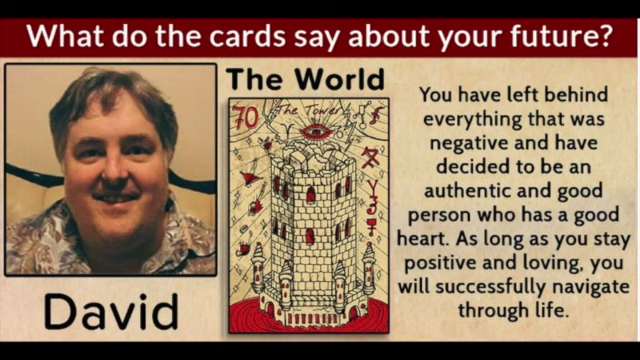 What do the cards say about your future?
The World
70 The Tower
David
You have left behind
everything that was
negative and have
decided to be an
authentic and good
person who has a good
heart. As long as you stay
positive and loving, you
will successfully navigate
through life.